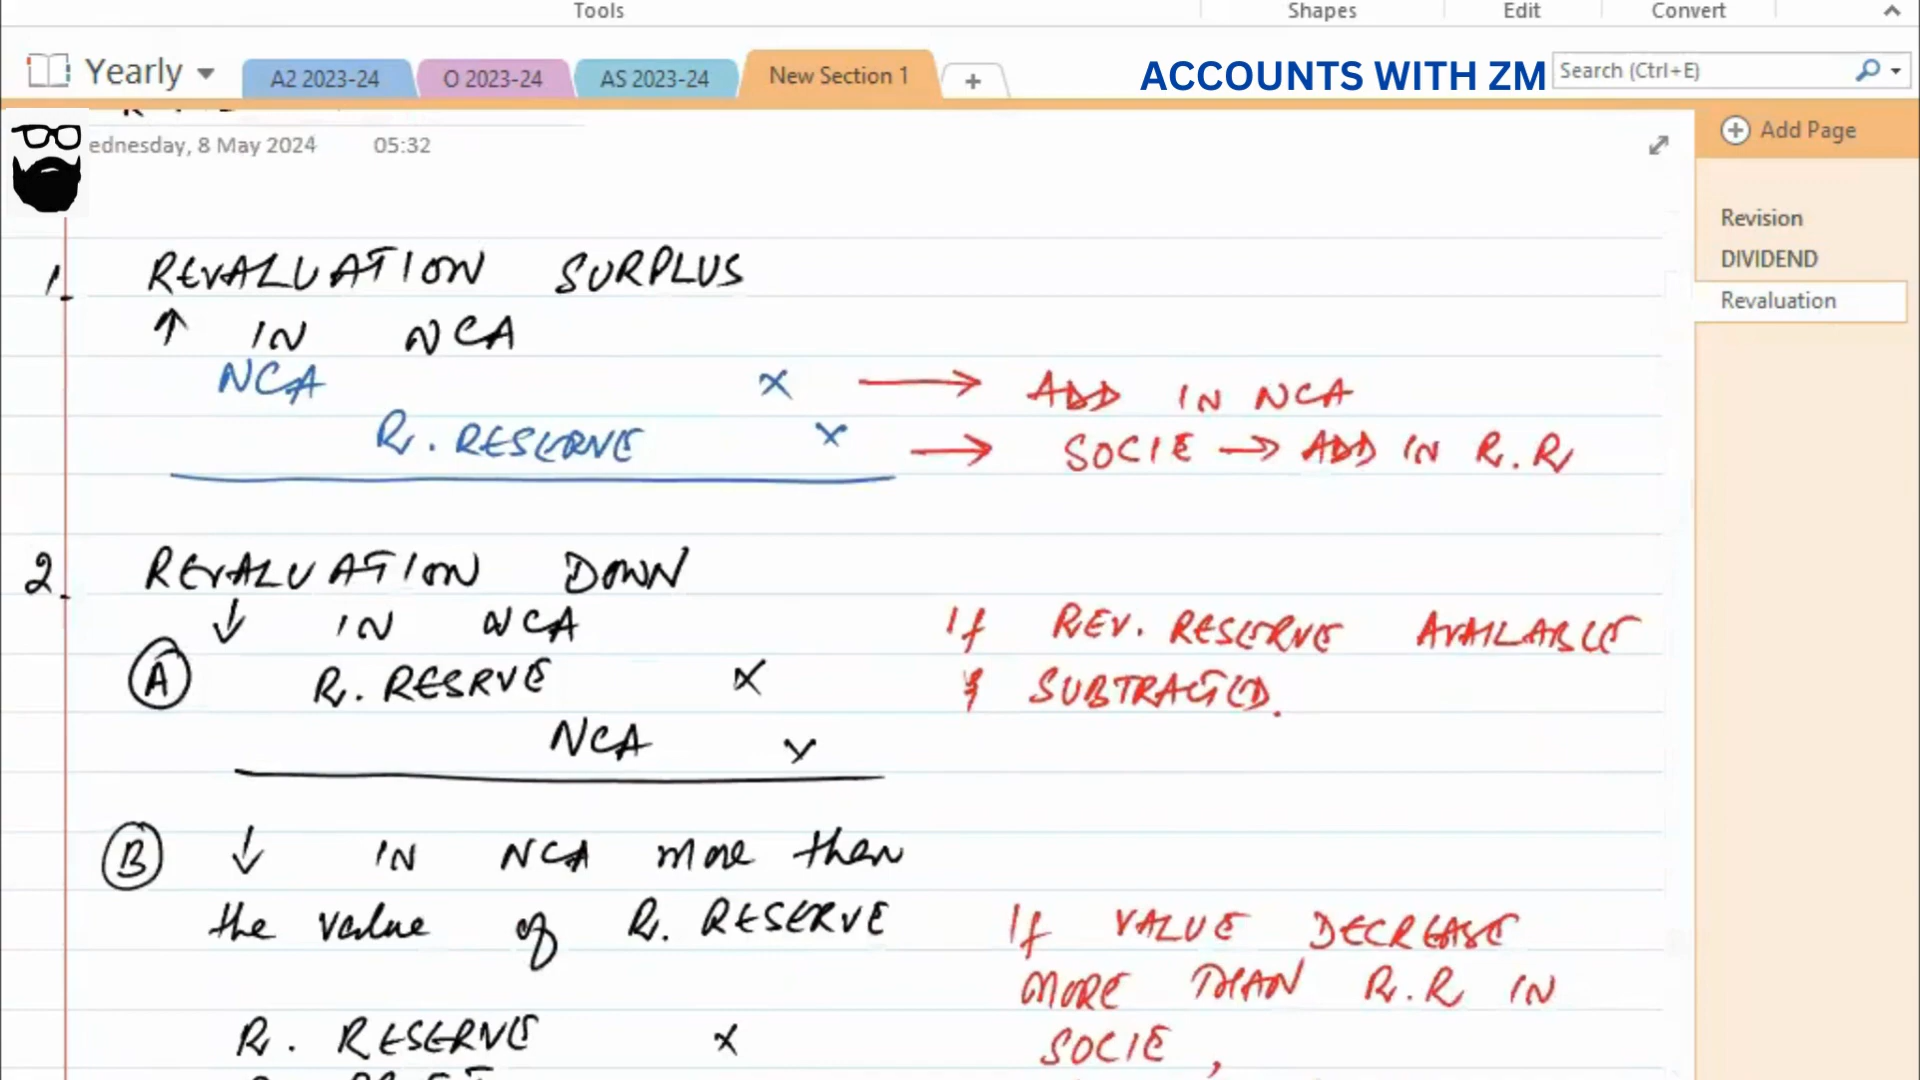 Tools Shapes Edit Convert
Yearly A2 2023-24 O 2023-24 AS 2023-24 New Section 1 + ACCOUNTS WITH ZM Search (Ctrl+E)
Add Page
ednesday, 8 May 2024 05:32
Revision
DIVIDEND
Revaluation
1. REVALUATION SURPLUS
↑ IN NCA
NCA x → ADD IN NCA
R. RESERVE x → SOCIE → ADD IN R.R
2. REVALUATION DOWN
↓ IN NCA If REV. RESERVE AVAILABLE
A R. RESRVE x & SUBTRACTED.
NCA x
B ↓ IN NCA more then
the value of R. RESERVE If VALUE DECREASE
MORE THAN R.R IN
R. RESERVE x SOCIE,